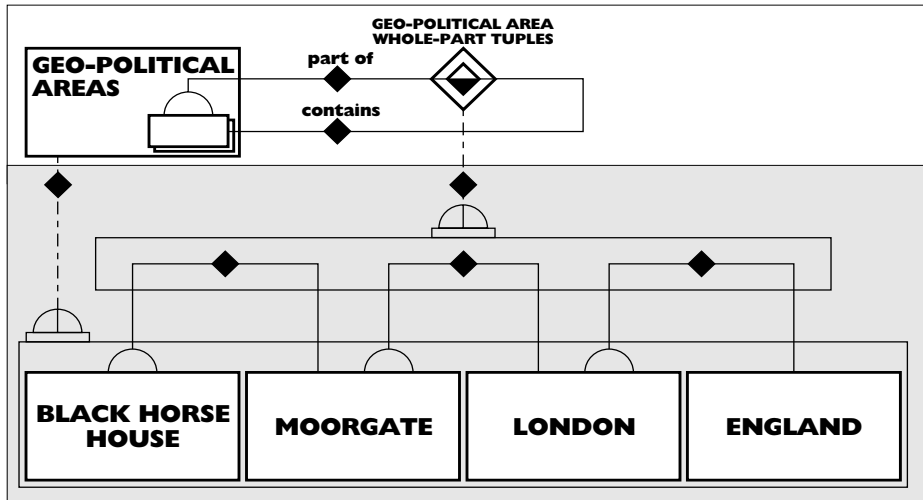 GEO-POLITICAL AREA
WHOLE-PART TUPLES
GEO-POLITICAL
AREAS
part of
contains
BLACK HORSE
HOUSE
MOORGATE
LONDON
ENGLAND